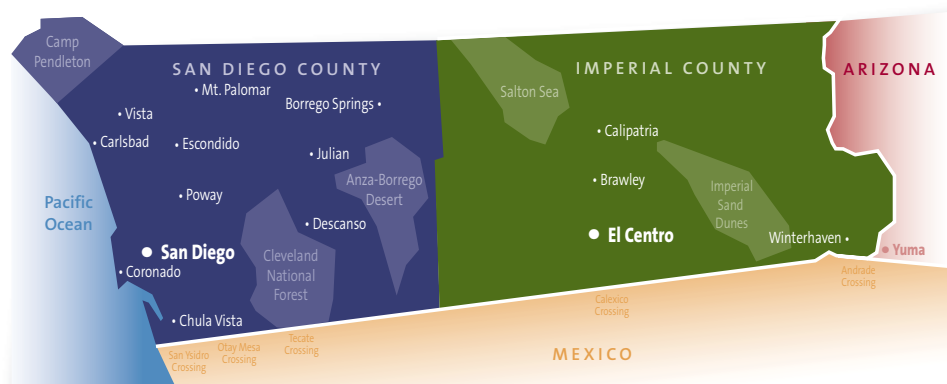 Camp
Pendleton
SAN DIEGO COUNTY
IMPERIAL COUNTY
ARIZONA
• Mt. Palomar
Borrego Springs •
Salton Sea
• Vista
• Carlsbad
• Escondido
• Julian
• Calipatria
Anza-Borrego
Desert
• Brawley
Imperial
Sand
Dunes
Pacific
Ocean
• Poway
• Descanso
• San Diego
• El Centro
Winterhaven •
• Yuma
Cleveland
National
Forest
• Coronado
Andrade
Crossing
Calexico
Crossing
• Chula Vista
San Ysidro
Crossing
Otay Mesa
Crossing
Tecate
Crossing
MEXICO